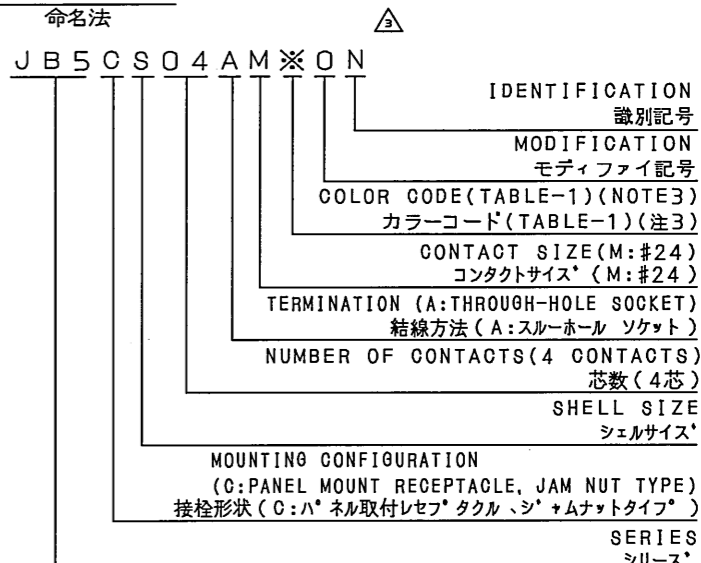 命名法
3
JB5CS04AM※0N
IDENTIFICATION
識別記号
MODIFICATION
モディファイ記号
COLOR CODE(TABLE-1)(NOTE3)
カラーコード(TABLE-1)(注3)
CONTACT SIZE(M:#24)
コンタクトサイズ(M:#24)
TERMINATION (A:THROUGH-HOLE SOCKET)
結線方法(A:スルーホール ソケット)
NUMBER OF CONTACTS(4 CONTACTS)
芯数(4芯)
SHELL SIZE
シェルサイズ
MOUNTING CONFIGURATION
(C:PANEL MOUNT RECEPTACLE, JAM NUT TYPE)
接栓形状(C:パネル取付レセプタクル、ジャムナットタイプ)
SERIES
シリーズ